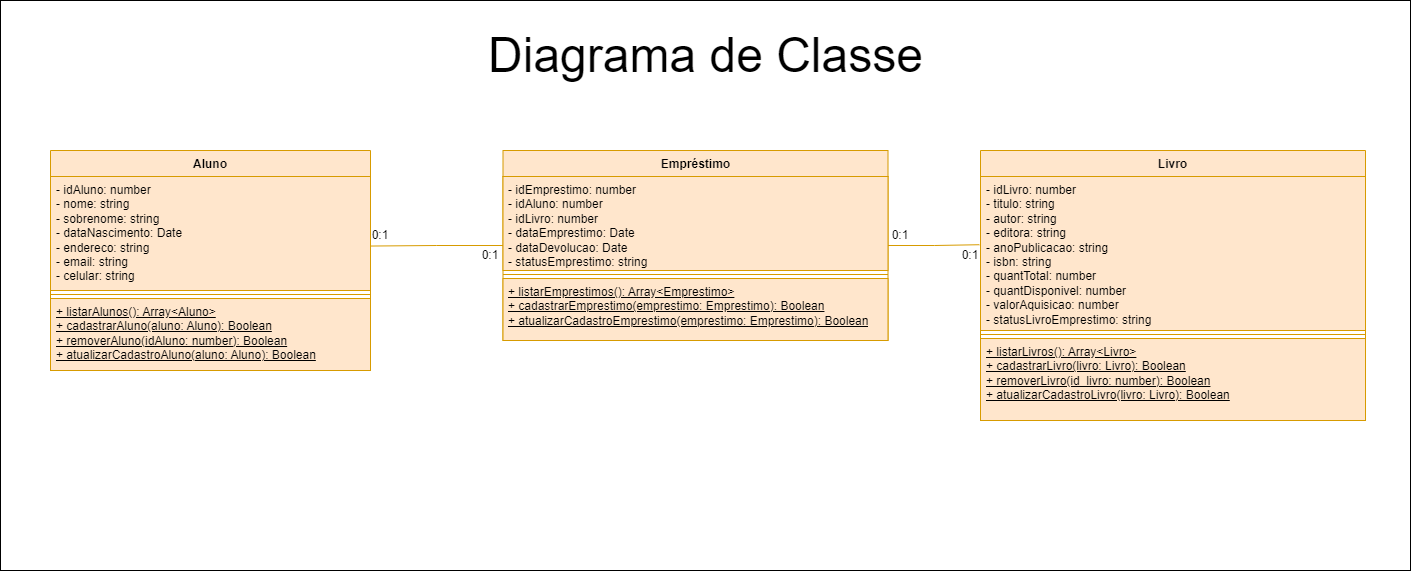 Diagrama de Classe
Aluno
- idAluno: number
- nome: string
- sobrenome: string
- dataNascimento: Date
- endereco: string
- email: string
- celular: string
+ listarAlunos(): Array<Aluno>
+ cadastrarAluno(aluno: Aluno): Boolean
+ removerAluno(idAluno: number): Boolean
+ atualizarCadastroAluno(aluno: Aluno): Boolean
0:1
0:1
Empréstimo
- idEmprestimo: number
- idAluno: number
- idLivro: number
- dataEmprestimo: Date
- dataDevolucao: Date
- statusEmprestimo: string
+ listarEmprestimos(): Array<Emprestimo>
+ cadastrarEmprestimo(emprestimo: Emprestimo): Boolean
+ atualizarCadastroEmprestimo(emprestimo: Emprestimo): Boolean
0:1
0:1
Livro
- idLivro: number
- titulo: string
- autor: string
- editora: string
- anoPublicacao: string
- isbn: string
- quantTotal: number
- quantDisponivel: number
- valorAquisicao: number
- statusLivroEmprestimo: string
+ listarLivros(): Array<Livro>
+ cadastrarLivro(livro: Livro): Boolean
+ removerLivro(id_livro: number): Boolean
+ atualizarCadastroLivro(livro: Livro): Boolean